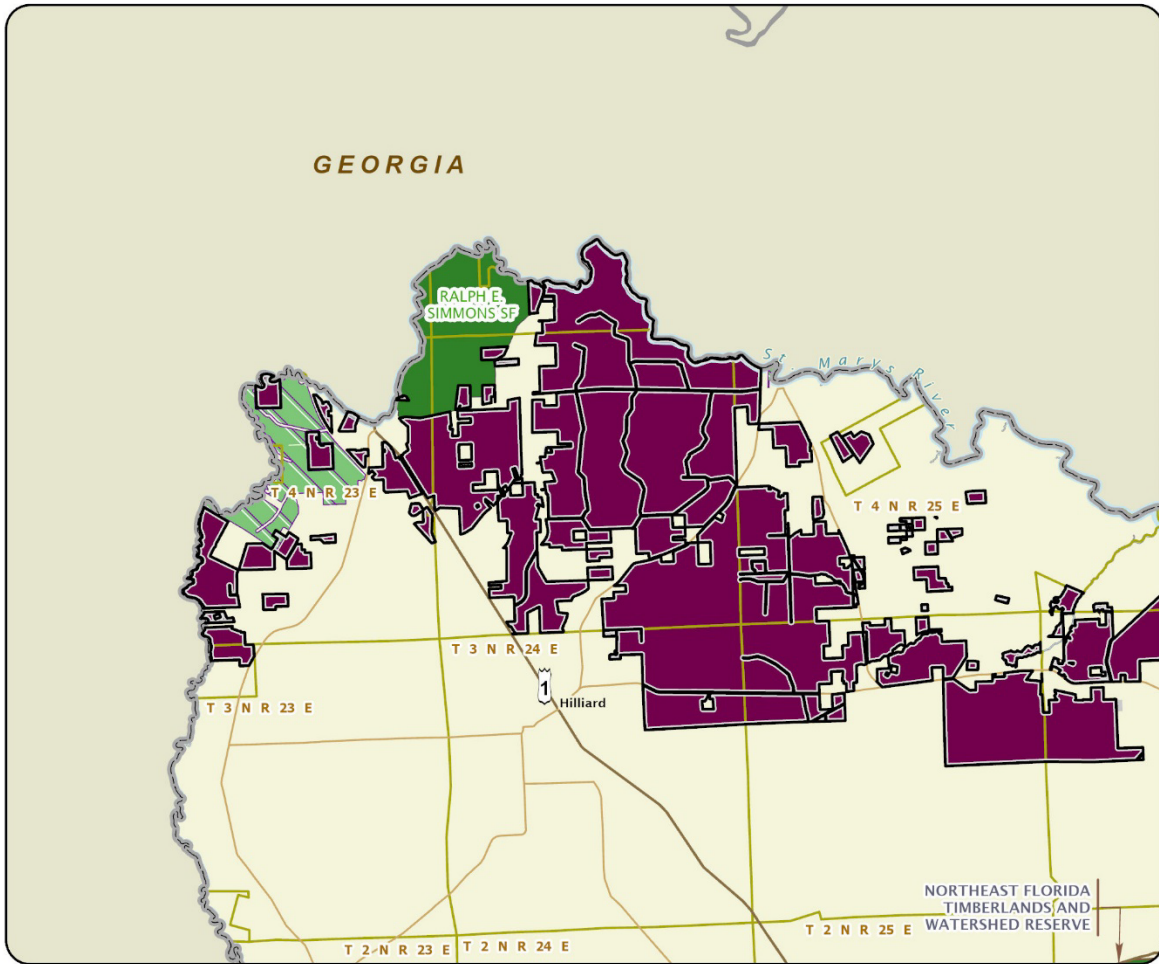 GEORGIA
RALPH E.
SIMMONS SF
St. Marys River
T 4 N R 23 E
T 4 N R 25 E
T 3 N R 24 E
1
Hilliard
T 3 N R 23 E
NORTHEAST FLORIDA
TIMBERLANDS AND
WATERSHED RESERVE
T 2 N R 25 E
T 2 N R 23 E
T 2 N R 24 E